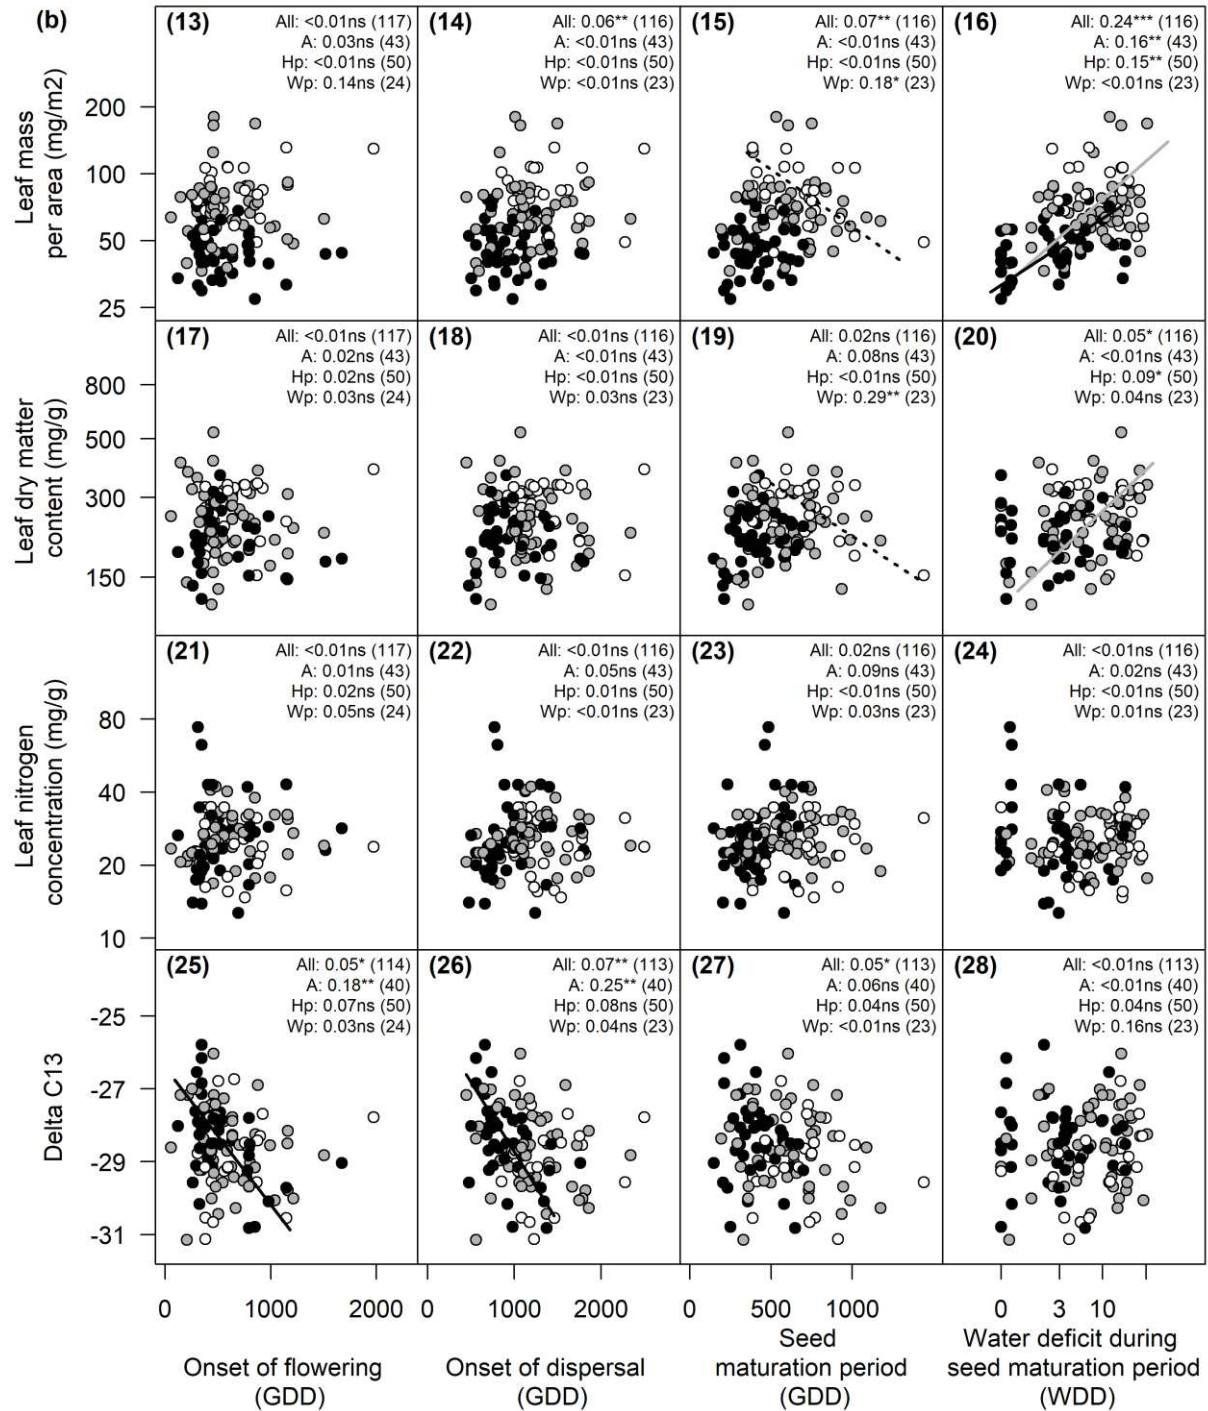 (b)
(13)
All: <0.01ns (117)
A: 0.03ns (43)
Hp: <0.01ns (50)
Wp: 0.14ns (24)
(14)
All: 0.06** (116)
A: <0.01ns (43)
Hp: <0.01ns (50)
Wp: <0.01ns (23)
(15)
All: 0.07** (116)
A: <0.01ns (43)
Hp: <0.01ns (50)
Wp: 0.18* (23)
(16)
All: 0.24*** (116)
A: 0.16** (43)
Hp: 0.15** (50)
Wp: <0.01ns (23)
Leaf mass
per area (mg/m2)
200
100
50
25
(17)
All: <0.01ns (117)
A: 0.02ns (43)
Hp: 0.02ns (50)
Wp: 0.03ns (24)
(18)
All: <0.01ns (116)
A: <0.01ns (43)
Hp: <0.01ns (50)
Wp: 0.03ns (23)
(19)
All: 0.02ns (116)
A: 0.08ns (43)
Hp: <0.01ns (50)
Wp: 0.29** (23)
(20)
All: 0.05* (116)
A: <0.01ns (43)
Hp: 0.09* (50)
Wp: 0.04ns (23)
Leaf dry matter
content (mg/g)
800
500
300
150
(21)
All: <0.01ns (117)
A: 0.01ns (43)
Hp: 0.02ns (50)
Wp: 0.05ns (24)
(22)
All: <0.01ns (116)
A: 0.05ns (43)
Hp: 0.01ns (50)
Wp: <0.01ns (23)
(23)
All: 0.02ns (116)
A: 0.09ns (43)
Hp: <0.01ns (50)
Wp: 0.03ns (23)
(24)
All: <0.01ns (116)
A: 0.02ns (43)
Hp: <0.01ns (50)
Wp: 0.01ns (23)
Leaf nitrogen
concentration (mg/g)
80
40
20
10
(25)
All: 0.05* (114)
A: 0.18** (40)
Hp: 0.07ns (50)
Wp: 0.03ns (24)
(26)
All: 0.07** (113)
A: 0.25** (40)
Hp: 0.08ns (50)
Wp: 0.04ns (23)
(27)
All: 0.05* (113)
A: 0.06ns (40)
Hp: 0.04ns (50)
Wp: <0.01ns (23)
(28)
All: <0.01ns (113)
A: <0.01ns (40)
Hp: 0.04ns (50)
Wp: 0.16ns (23)
Delta C13
-25
-27
-29
-31
0 1000 2000
Onset of flowering
(GDD)
0 1000 2000
Onset of dispersal
(GDD)
0 500 1000
Seed
maturation period
(GDD)
0 3 10
Water deficit during
seed maturation period
(WDD)